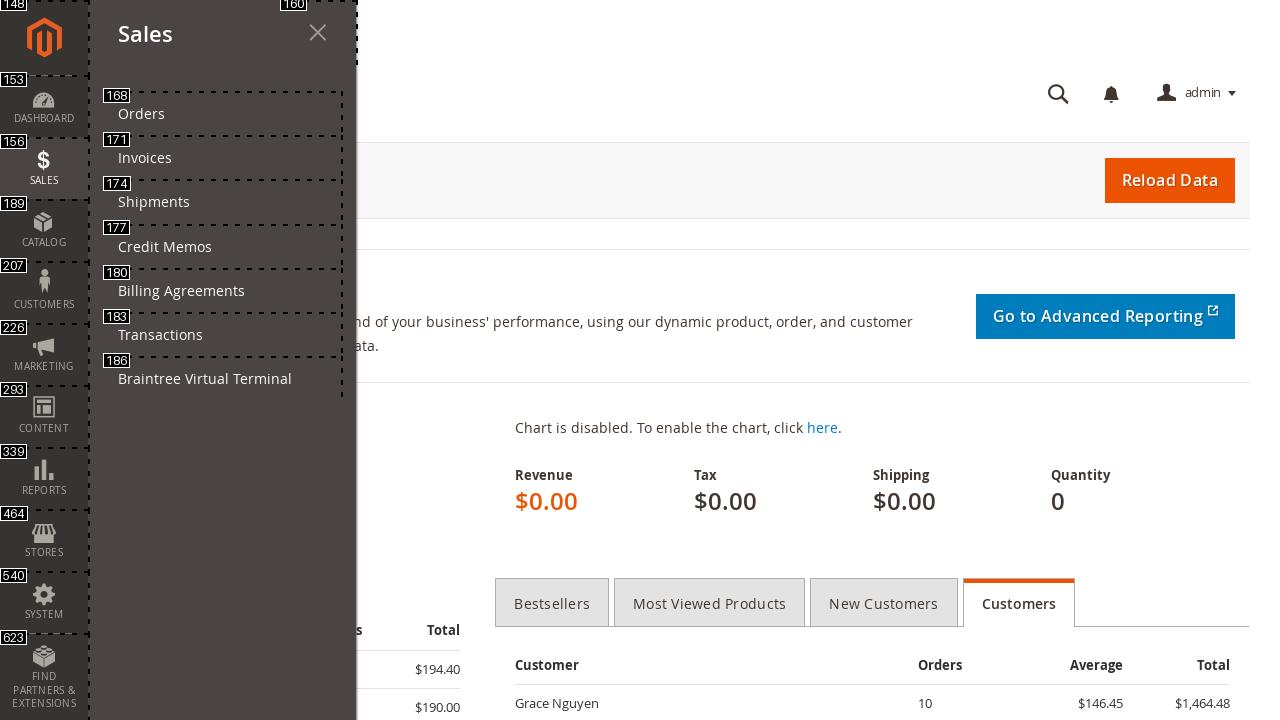 148
160
Sales
153
DASHBOARD
168
Orders
admin
156
SALES
171
Invoices
174
Shipments
Reload Data
189
CATALOG
177
Credit Memos
207
CUSTOMERS
180
Billing Agreements
183
Transactions
nd of your business' performance, using our dynamic product, order, and customer
ata.
Go to Advanced Reporting
226
MARKETING
186
Braintree Virtual Terminal
293
CONTENT
Chart is disabled. To enable the chart, click here.
339
REPORTS
Revenue Tax Shipping Quantity
$0.00 $0.00 $0.00 0
464
STORES
540
SYSTEM
Bestsellers Most Viewed Products New Customers Customers
623
FIND
PARTNERS &
EXTENSIONS
s Total
$194.40
$190.00
Customer Orders Average Total
Grace Nguyen 10 $146.45 $1,464.48